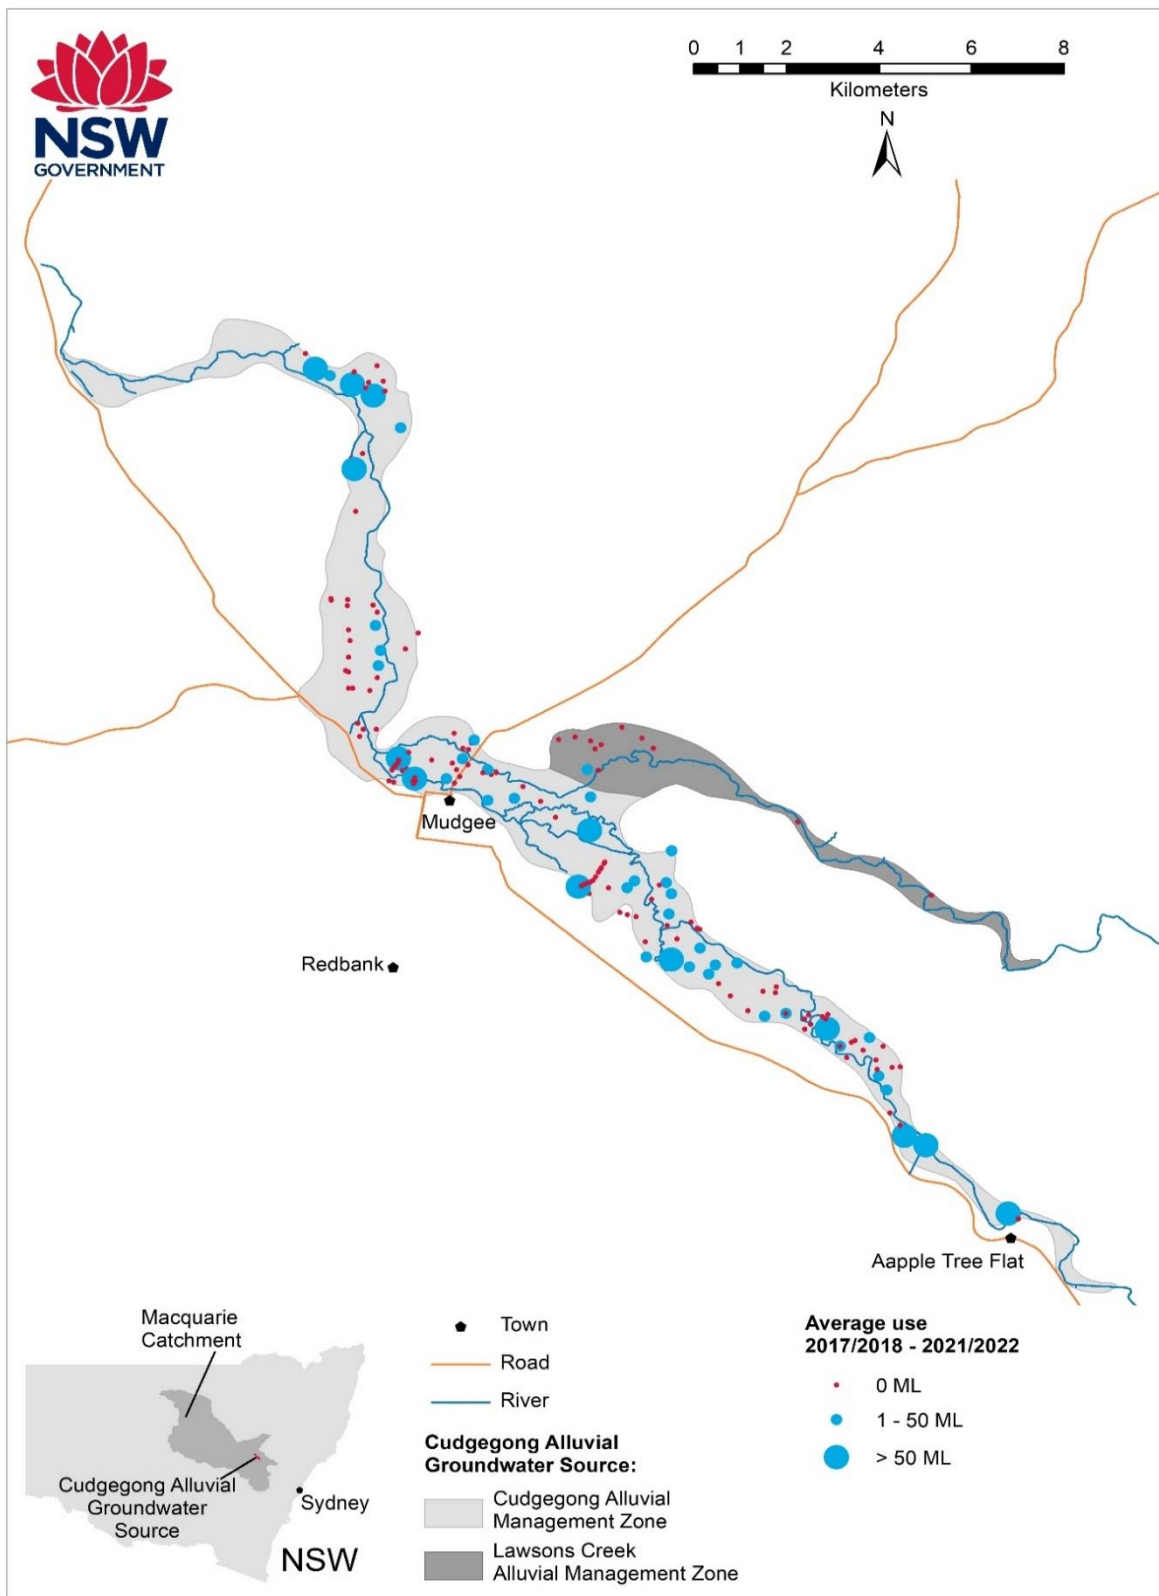 NSW
GOVERNMENT
0 1 2 4 6 8
Kilometers
N
Mudgee
Redbank
Aapple Tree Flat
Macquarie
Catchment
Cudgegong Alluvial
Groundwater
Source
Sydney
NSW
Town
Road
River
Cudgegong Alluvial
Groundwater Source:
Cudgegong Alluvial
Management Zone
Lawsons Creek
Alluvial Management Zone
Average use
2017/2018 - 2021/2022
0 ML
1 - 50 ML
> 50 ML